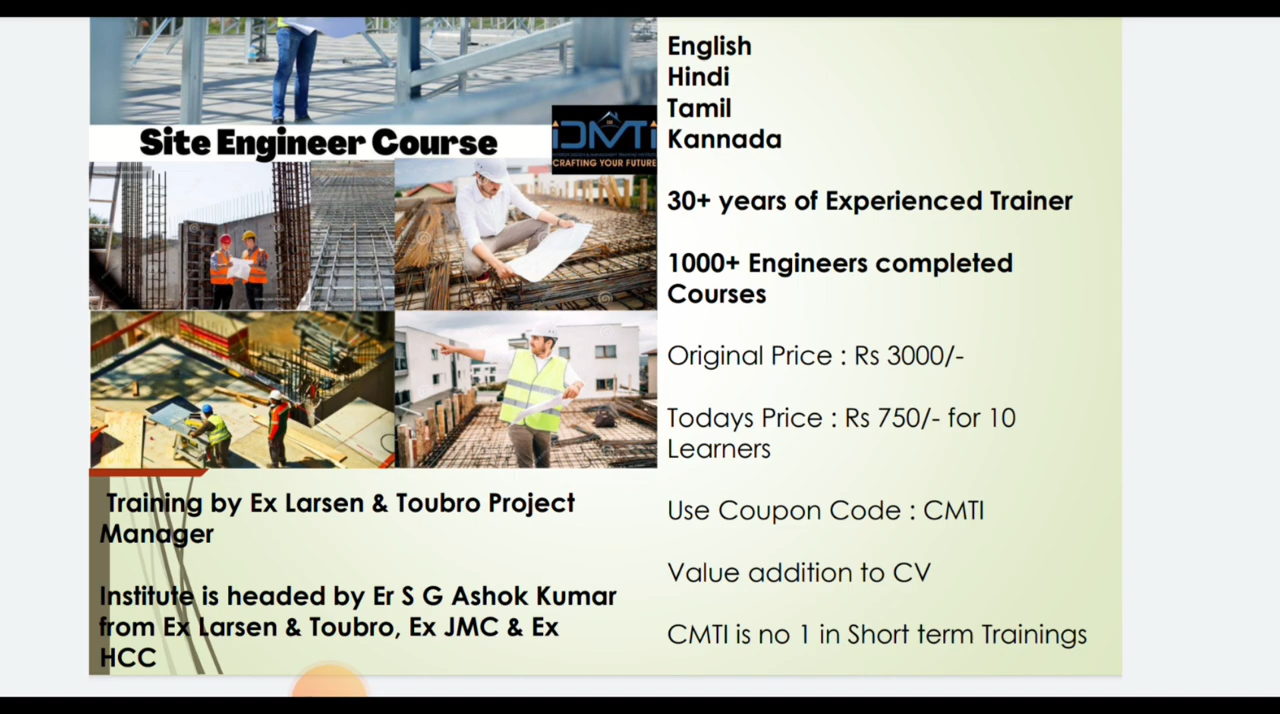 Site Engineer Course
IDMTI
CRAFTING YOUR FUTURE
Training by Ex Larsen & Toubro Project
Manager
Institute is headed by Er S G Ashok Kumar
from Ex Larsen & Toubro, Ex JMC & Ex
HCC
English
Hindi
Tamil
Kannada
30+ years of Experienced Trainer
1000+ Engineers completed
Courses
Original Price : Rs 3000/-
Todays Price : Rs 750/- for 10
Learners
Use Coupon Code : CMTI
Value addition to CV
CMTI is no 1 in Short term Trainings